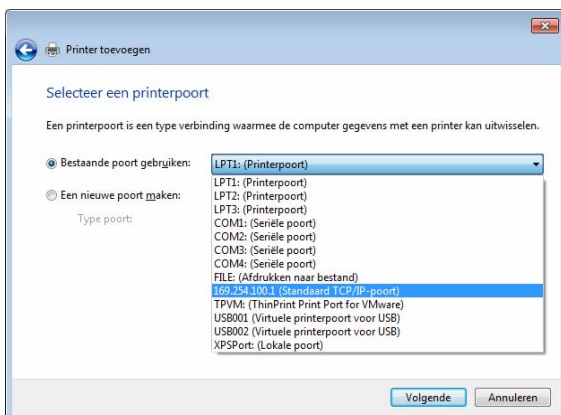 Printer toevoegen
Selecteer een printerpoort
Een printerpoort is een type verbinding waarmee de computer gegevens met een printer kan uitwisselen.
Bestaande poort gebruiken:
LPT1: (Printerpoort)
LPT1: (Printerpoort)
LPT2: (Printerpoort)
LPT3: (Printerpoort)
COM1: (Seriële poort)
COM2: (Seriële poort)
COM3: (Seriële poort)
COM4: (Seriële poort)
FILE: (Afdrukken naar bestand)
169.254.100.1 (Standaard TCP/IP-poort)
TPVM: (ThinPrint Print Port for VMware)
USB001 (Virtuele printerpoort voor USB)
USB002 (Virtuele printerpoort voor USB)
XPSPort: (Lokale poort)
Een nieuwe poort maken:
Type poort:
Volgende
Annuleren